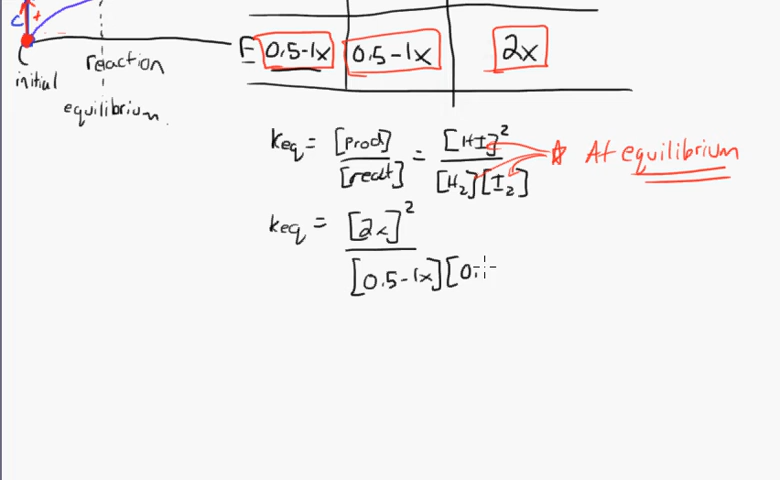 C +
E 0.5-1x 0.5-1x 2x
initial reaction
equilibrium
Keq = [Prod] / [reat] = [HI]² / [H₂][I₂] At equilibrium
Keq = [2x]² / [0.5-1x][0.